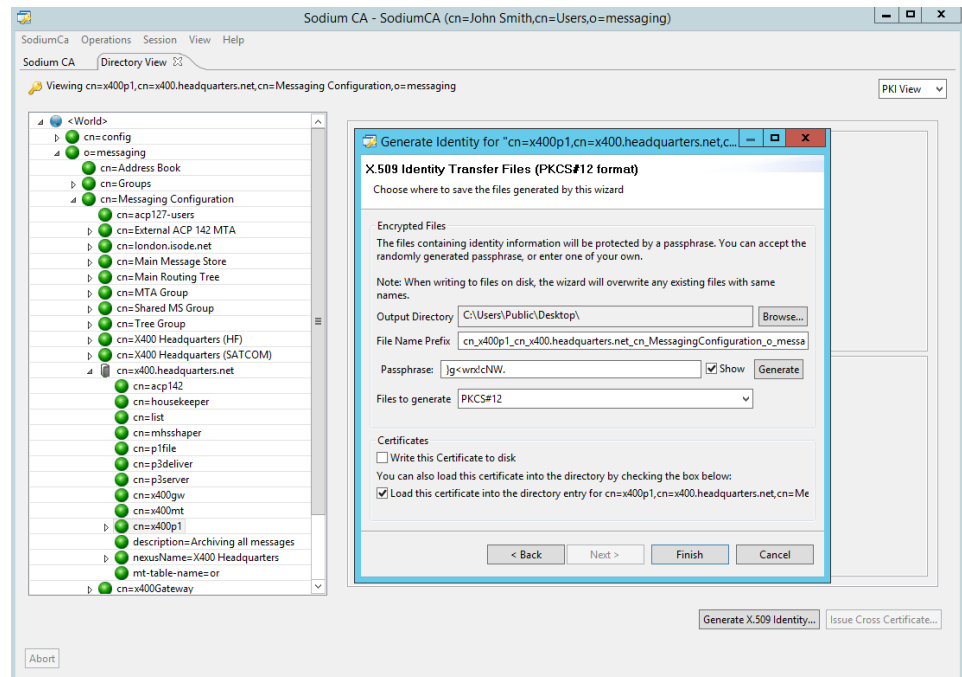 Sodium CA - SodiumCA (cn=John Smith,cn=Users,o=messaging)
SodiumCa Operations Session View Help
Sodium CA Directory View
Viewing cn=x400p1,cn=x400.headquarters.net,cn=Messaging Configuration,o=messaging
PKI View
<World>
cn=config
o=messaging
cn=Address Book
cn=Groups
cn=Messaging Configuration
cn=acp127-users
cn=External ACP 142 MTA
cn=london.isode.net
cn=Main Message Store
cn=Main Routing Tree
cn=MTA Group
cn=Shared MS Group
cn=Tree Group
cn=X400 Headquarters (HF)
cn=X400 Headquarters (SATCOM)
cn=x400.headquarters.net
cn=acp142
cn=housekeeper
cn=list
cn=mhsshaper
cn=p1file
cn=p3deliver
cn=p3server
cn=x400gw
cn=x400mt
cn=x400p1
description=Archiving all messages
nexusName=X400 Headquarters
mt-table-name=or
cn=x400Gateway
Generate Identity for "cn=x400p1,cn=x400.headquarters.net,c...
X.509 Identity Transfer Files (PKCS#12 format)
Choose where to save the files generated by this wizard
Encrypted Files
The files containing identity information will be protected by a passphrase. You can accept the
randomly generated passphrase, or enter one of your own.
Note: When writing to files on disk, the wizard will overwrite any existing files with same
names.
Output Directory C:\Users\Public\Desktop\ Browse...
File Name Prefix cn_x400p1_cn_x400.headquarters.net_cn_MessagingConfiguration_o_messa
Passphrase: }g<wrx!cNW. Show Generate
Files to generate PKCS#12
Certificates
Write this Certificate to disk
You can also load this certificate into the directory by checking the box below:
Load this certificate into the directory entry for cn=x400p1,cn=x400.headquarters.net,cn=Me
< Back Next > Finish Cancel
Generate X.509 Identity... Issue Cross Certificate...
Abort